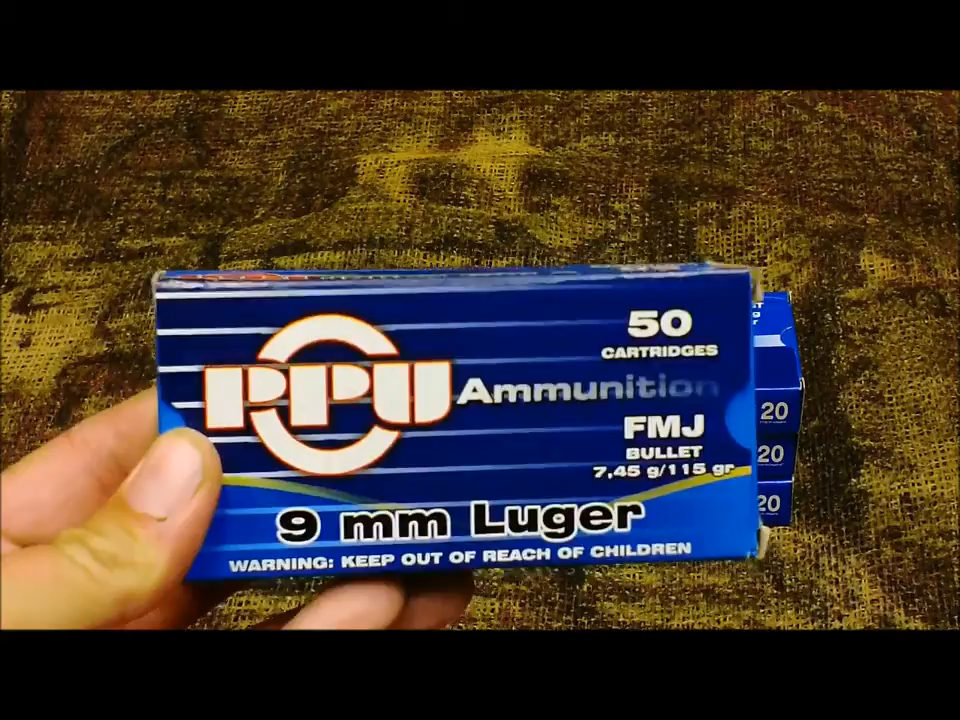 50
CARTRIDGES
PPU Ammunition
FMJ
BULLET
7,45 g/115 gr
9 mm Luger
WARNING: KEEP OUT OF REACH OF CHILDREN
20
20
20